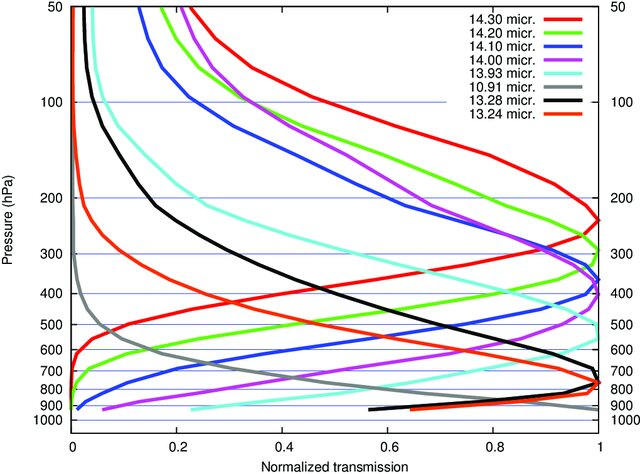 50
100
200
300
400
500
600
700
800
900
1000
Pressure (hPa)
14.30 micr.
14.20 micr.
14.10 micr.
14.00 micr.
13.93 micr.
10.91 micr.
13.28 micr.
13.24 micr.
50
100
200
300
400
500
600
700
800
900
1000
0 0.2 0.4 0.6 0.8 1
Normalized transmission